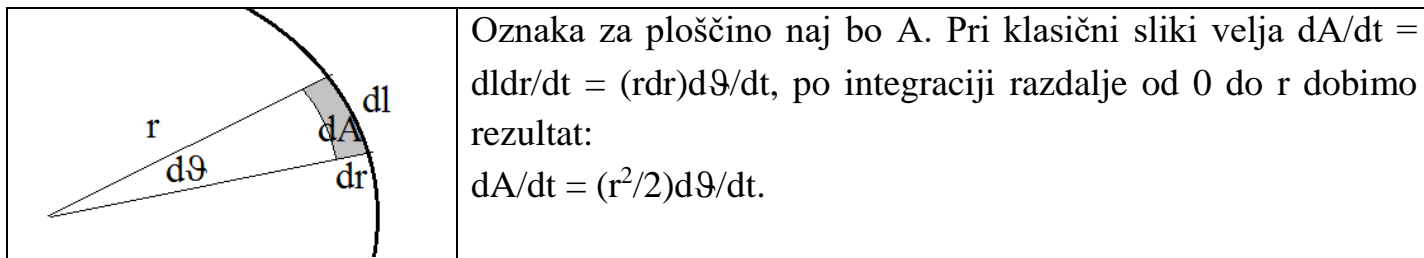 r
dϑ
dl
dA
dr
Oznaka za ploščino naj bo A. Pri klasični sliki velja dA/dt =
dldr/dt = (rdr)dϑ/dt, po integraciji razdalje od 0 do r dobimo
rezultat:
dA/dt = (r²/2)dϑ/dt.